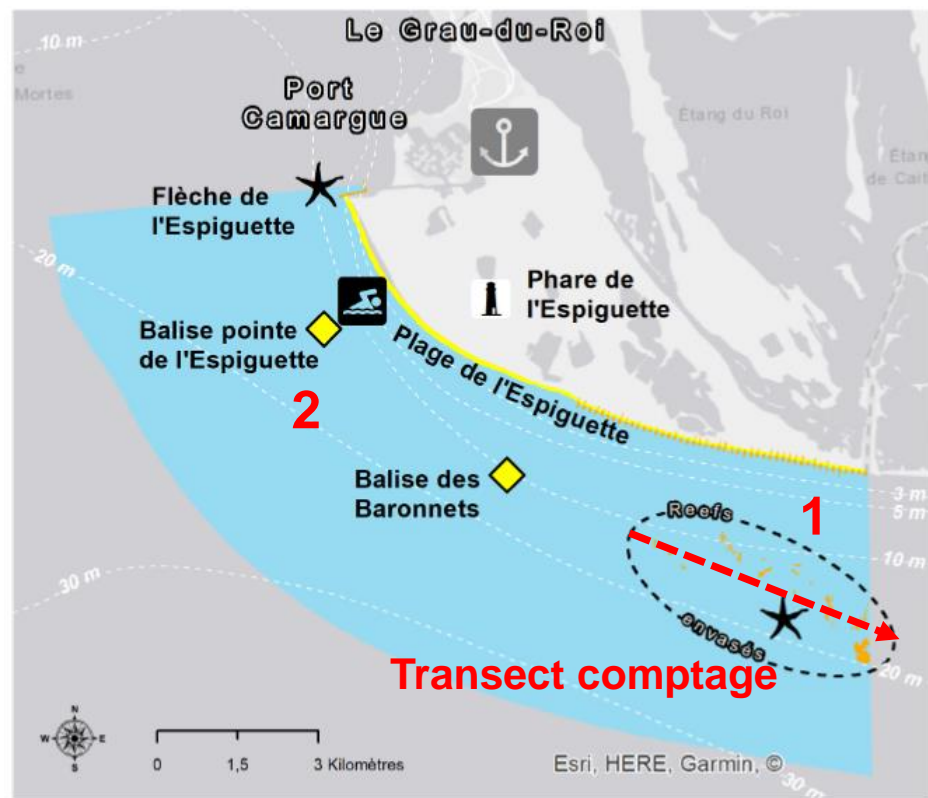 Le Grau-du-Roi
10 m
Mortes
Port
Camargue
Étang du Roi
Étang
de Cait
Flèche de
l'Espiguette
20 m
Phare de
l'Espiguette
Balise pointe
de l'Espiguette
Plage de l'Espiguette
2
Balise des
Baronnets
3 m
5 m
1
Reefs
10 m
envasés
30 m
Transect comptage
20 m
N
W E
S
0 1,5 3 Kilomètres
Esri, HERE, Garmin, ©
30 m